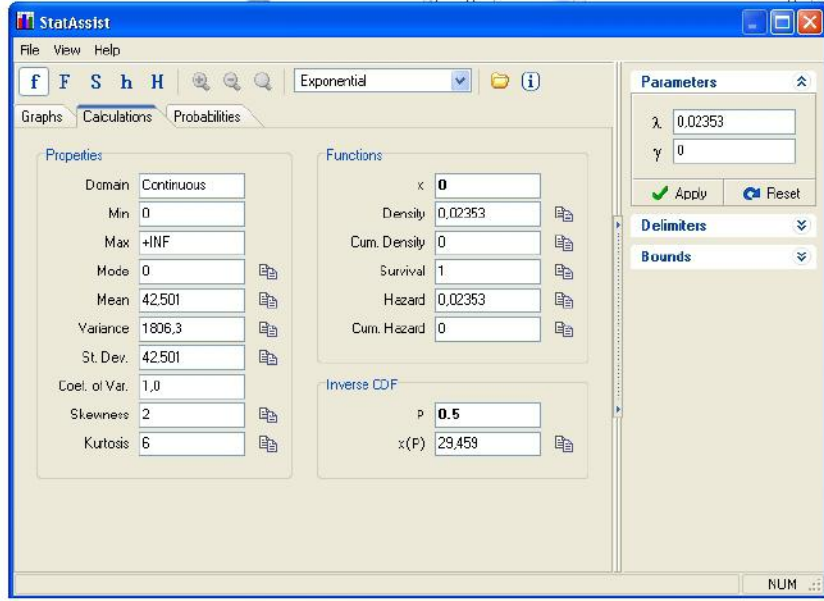 StatAssist
File View Help
f F S h H Exponential
Graphs Calculations Probabilities
Properties
Domain Continuous
Min 0
Max +INF
Mode 0
Mean 42,501
Variance 1806,3
St. Dev. 42,501
Coef. of Var. 1,0
Skewness 2
Kurtosis 6
Functions
x 0
Density 0,02353
Cum. Density 0
Survival 1
Hazard 0,02353
Cum. Hazard 0
Inverse CDF
P 0.5
x(P) 29,459
Parameters
λ 0,02353
γ 0
Apply Reset
Delimiters
Bounds
NUM